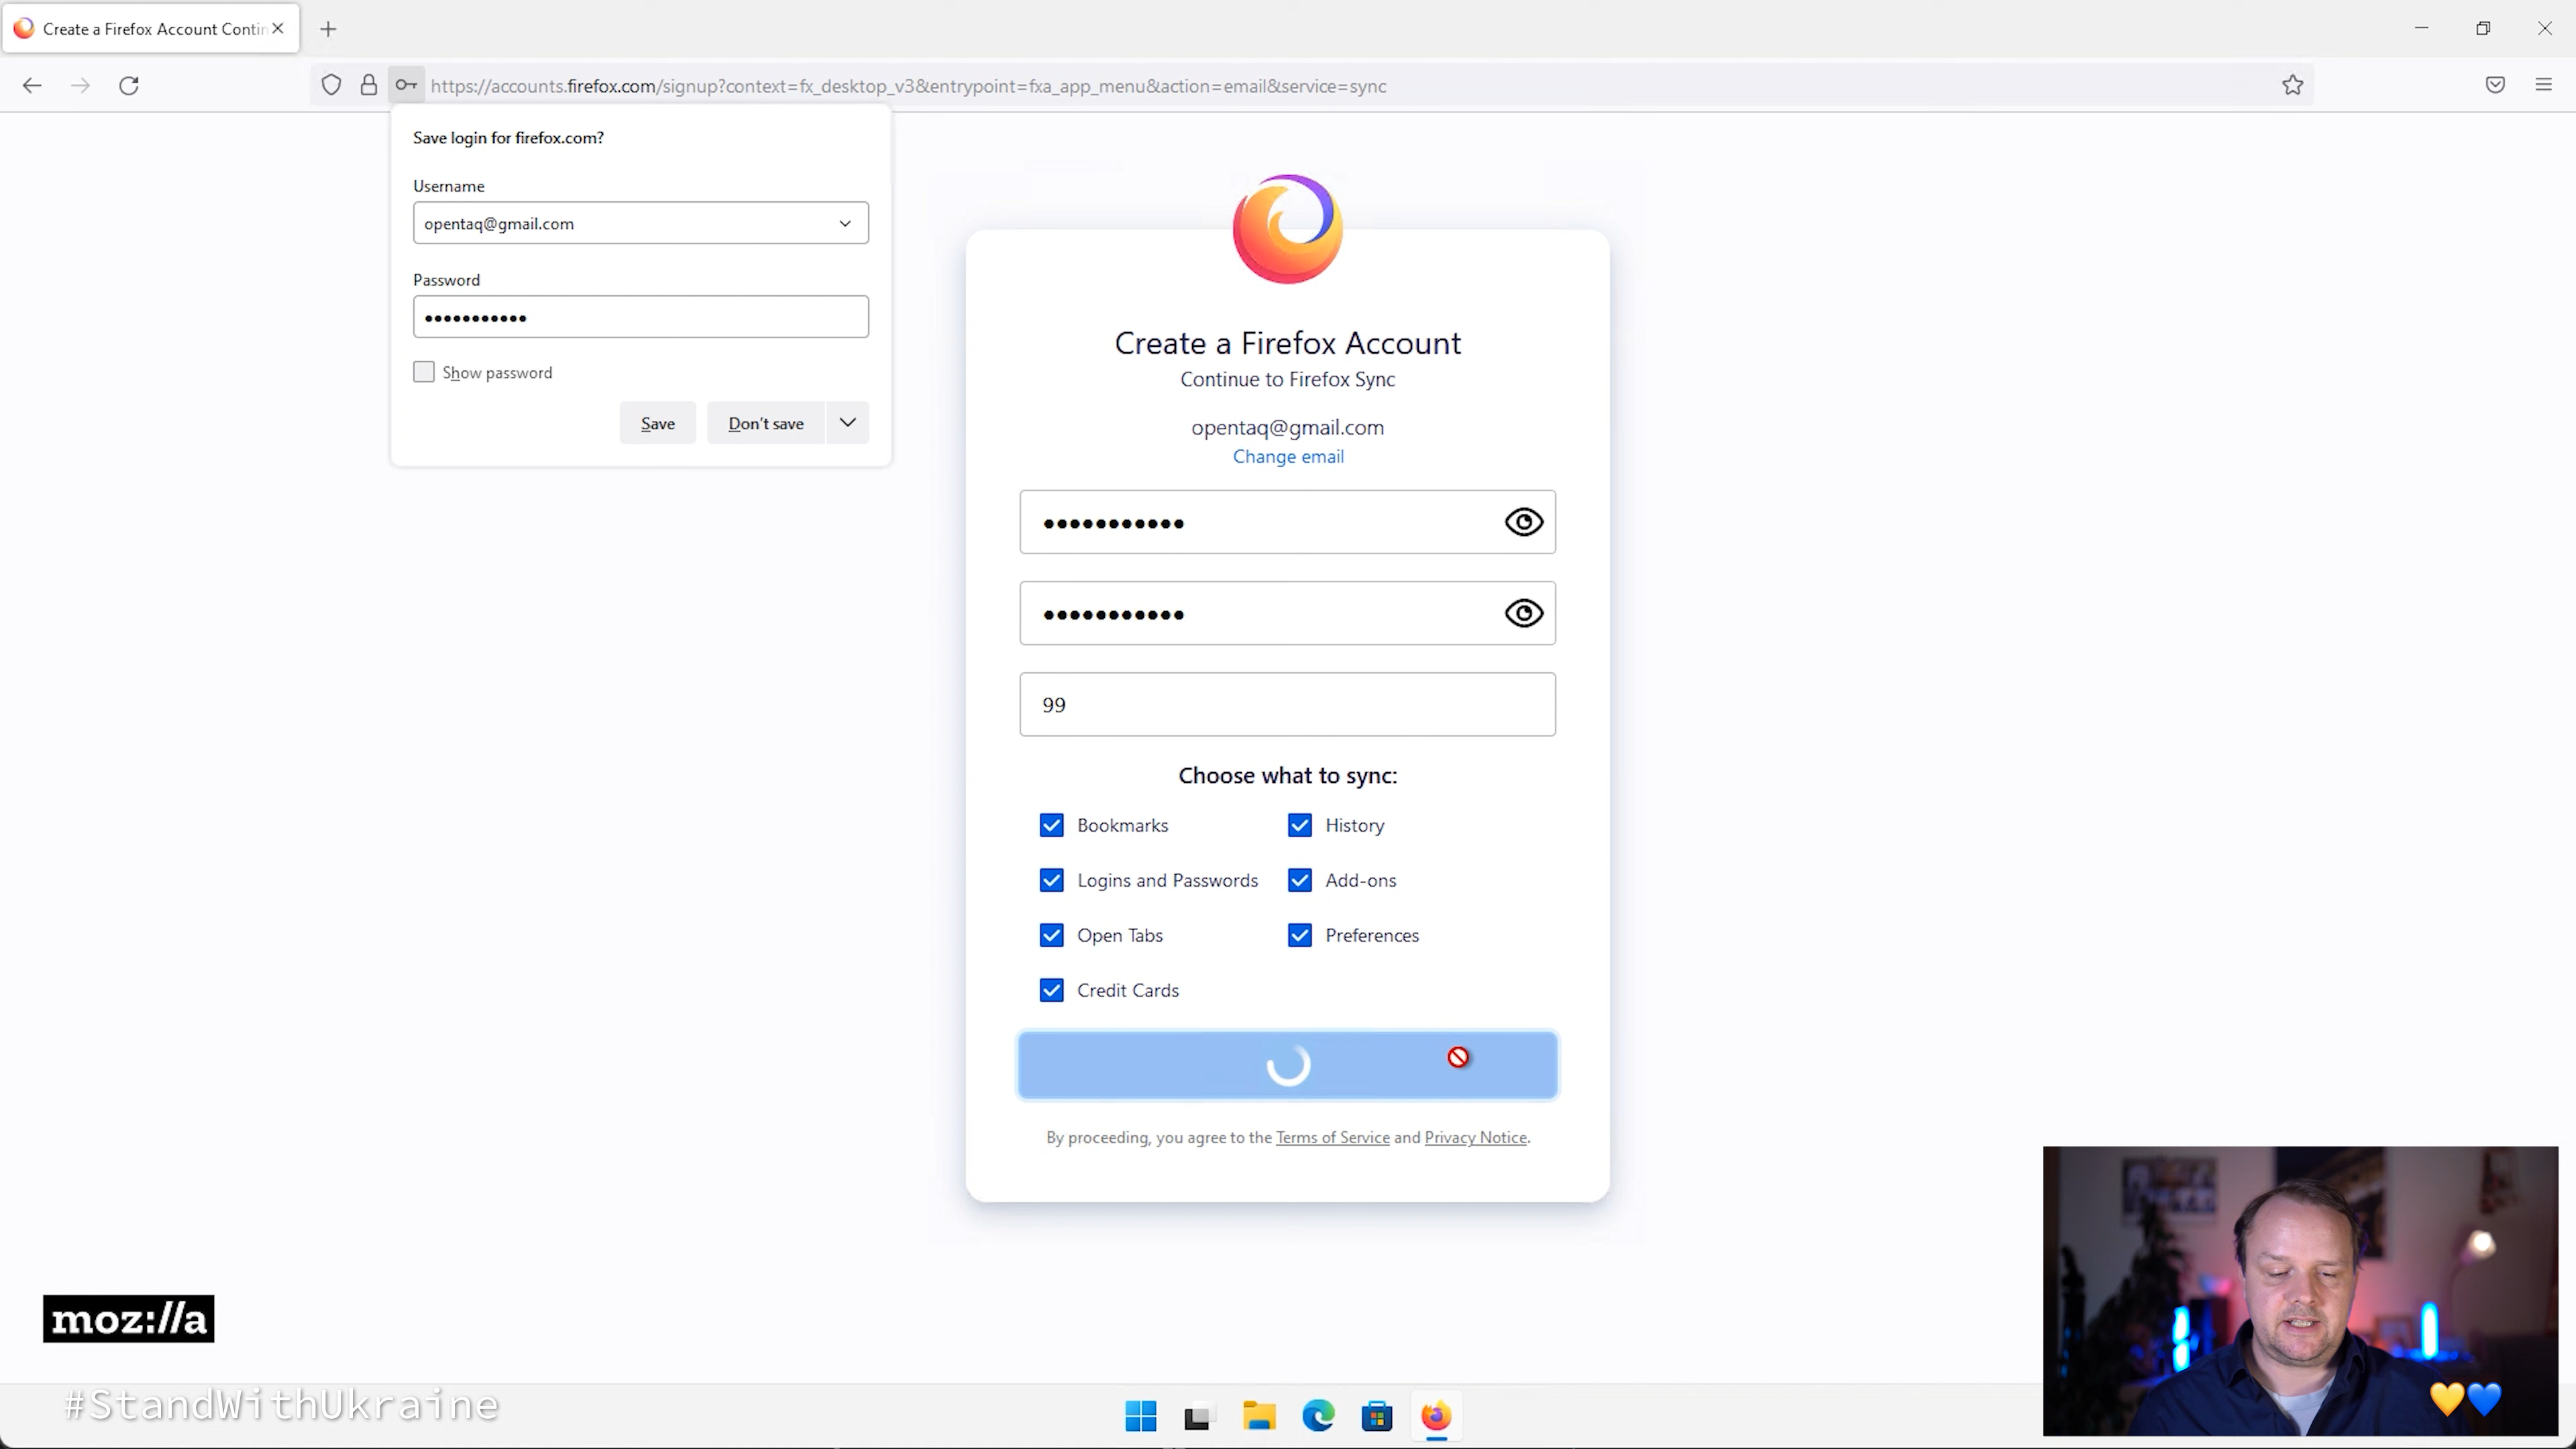 Create a Firefox Account Contin
https://accounts.firefox.com/signup?context=fx_desktop_v3&entrypoint=fxa_app_menu&action=email&service=sync
Save login for firefox.com?
Username
opentaq@gmail.com
Password
•••••••••••
Show password
Save
Don't save
Create a Firefox Account
Continue to Firefox Sync
opentaq@gmail.com
Change email
•••••••••••
•••••••••••
99
Choose what to sync:
Bookmarks
History
Logins and Passwords
Add-ons
Open Tabs
Preferences
Credit Cards
By proceeding, you agree to the Terms of Service and Privacy Notice.
moz://a
#StandWithUkraine